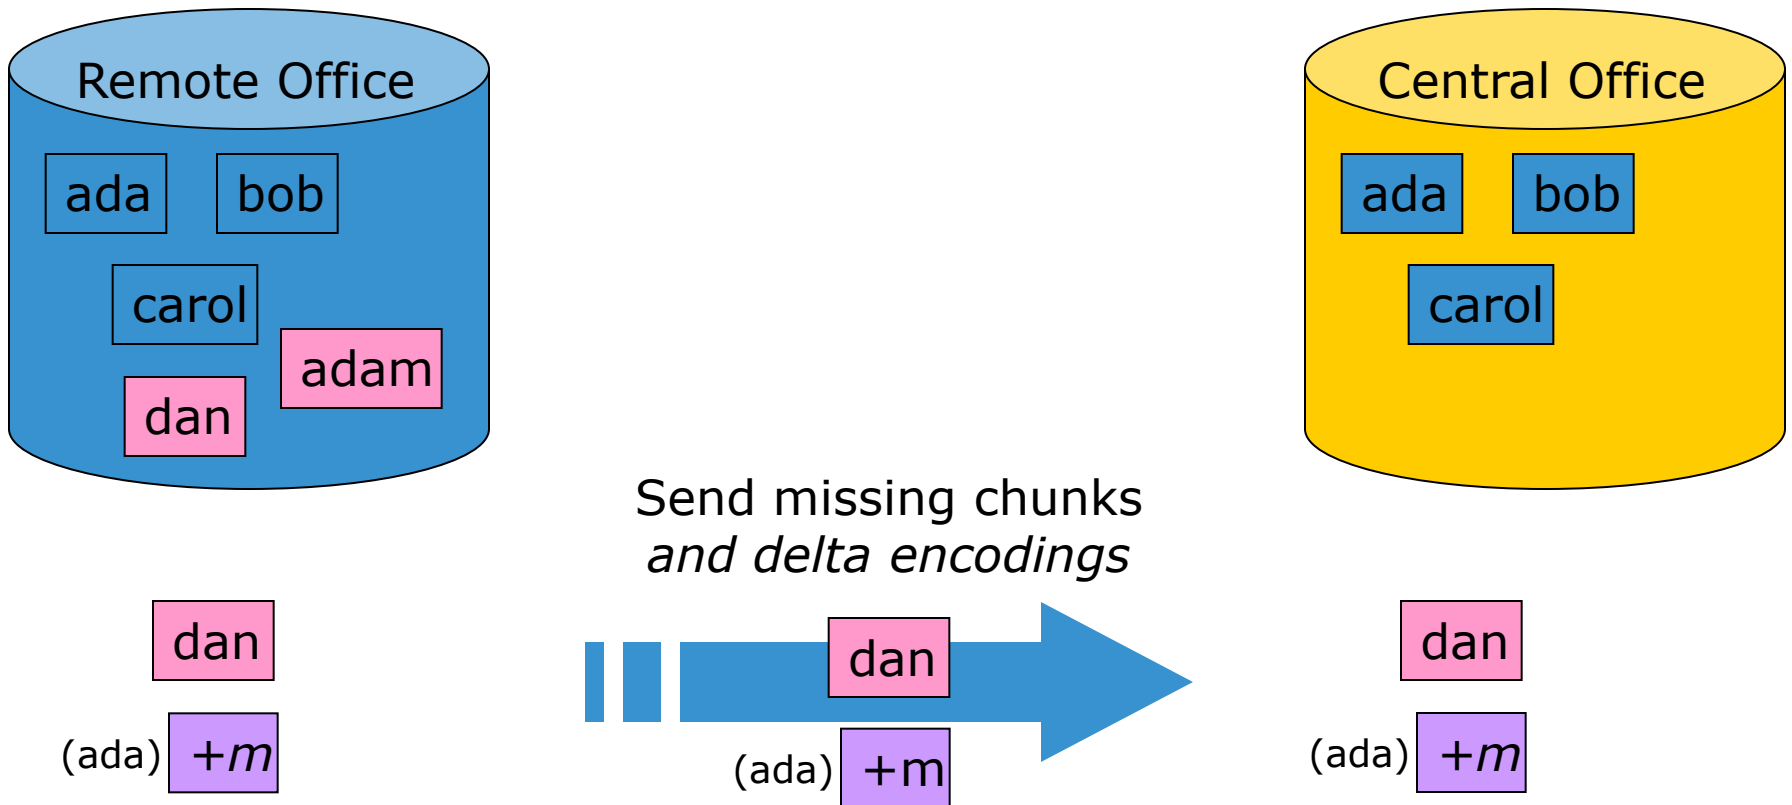 Remote Office
ada
bob
carol
adam
dan
Central Office
ada
bob
carol
Send missing chunks
and delta encodings
dan
dan
dan
(ada) +m
(ada) +m
(ada) +m